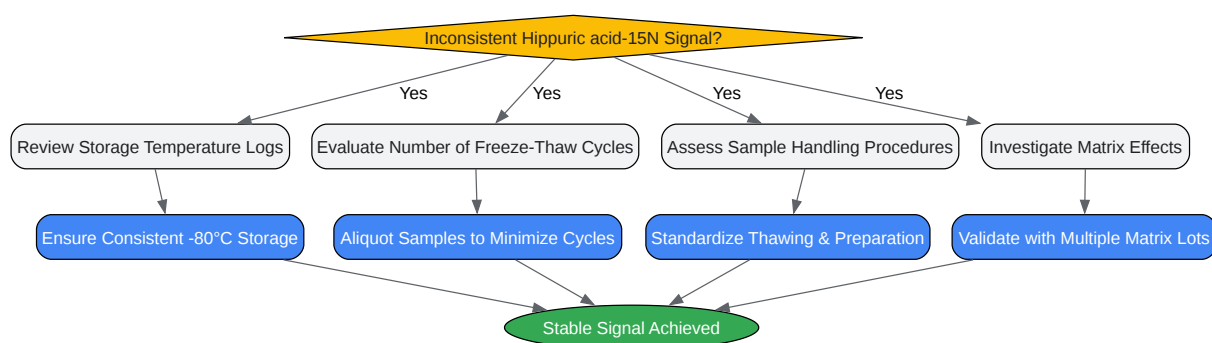 Inconsistent Hippuric acid-15N Signal?
Yes
Yes
Yes
Yes
Review Storage Temperature Logs
Evaluate Number of Freeze-Thaw Cycles
Assess Sample Handling Procedures
Investigate Matrix Effects
Ensure Consistent -80°C Storage
Aliquot Samples to Minimize Cycles
Standardize Thawing & Preparation
Validate with Multiple Matrix Lots
Stable Signal Achieved